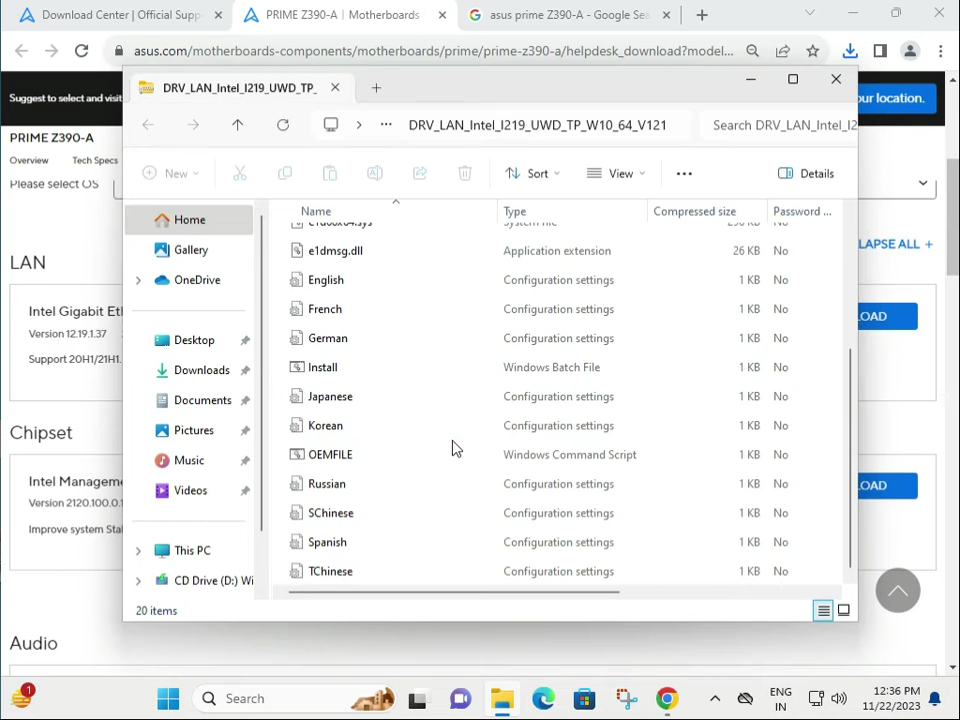 Download Center | Official Supp
PRIME Z390-A | Motherboards
asus prime Z390-A - Google Sea
asus.com/motherboards-components/motherboards/prime/prime-z390-a/helpdesk_download?model...
Suggest to select and visit
our location.
PRIME Z390-A
Overview
Tech Specs
Please select OS
LAPSE ALL +
LAN
Intel Gigabit Eth
Version 12.19.1.37
Support 20H1/21H1.
LOAD
Chipset
Intel Manageme
Version 2120.100.0.1
Improve system Stab
LOAD
Audio
DRV_LAN_Intel_I219_UWD_TP_
DRV_LAN_Intel_I219_UWD_TP_W10_64_V121
Search DRV_LAN_Intel_I2
New
Sort
View
Details
Home
Gallery
OneDrive
Desktop
Downloads
Documents
Pictures
Music
Videos
This PC
CD Drive (D:) Wi
Name Type Compressed size Password ...
e1dmsg.dll Application extension 26 KB No
English Configuration settings 1 KB No
French Configuration settings 1 KB No
German Configuration settings 1 KB No
Install Windows Batch File 1 KB No
Japanese Configuration settings 1 KB No
Korean Configuration settings 1 KB No
OEMFILE Windows Command Script 1 KB No
Russian Configuration settings 1 KB No
SChinese Configuration settings 1 KB No
Spanish Configuration settings 1 KB No
TChinese Configuration settings 1 KB No
20 items
1
Search
ENG
IN
12:36 PM
11/22/2023